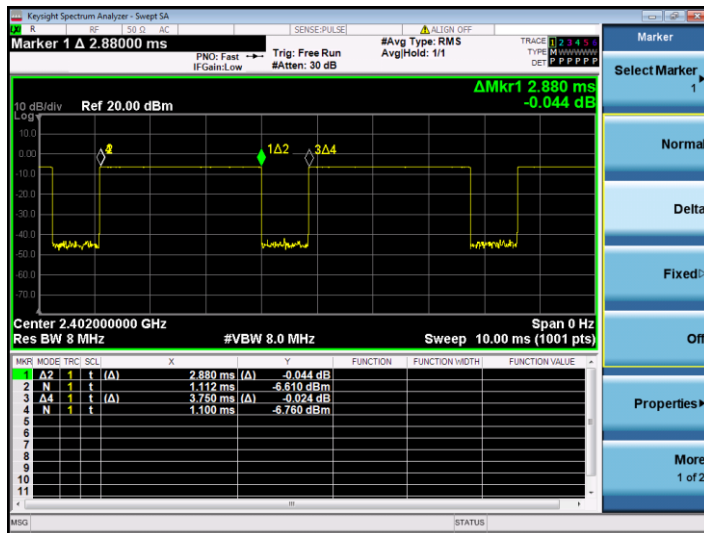 Keysight Spectrum Analyzer - Swept SA
R RF 50 Ω AC SENSE:PULSE ALIGN OFF
Marker 1 Δ 2.88000 ms
PNO: Fast
IFGain:Low
Trig: Free Run
#Atten: 30 dB
#Avg Type: RMS
Avg|Hold: 1/1
TRACE 1 2 3 4 5 6
TYPE M W W W W W
DET P P P P P P
ΔMkr1 2.880 ms
-0.044 dB
10 dB/div Ref 20.00 dBm
Log
10.0
0.00
-10.0
-20.0
-30.0
-40.0
-50.0
-60.0
-70.0
1Δ2
3Δ4
Center 2.402000000 GHz Span 0 Hz
Res BW 8 MHz #VBW 8.0 MHz Sweep 10.00 ms (1001 pts)
MKR MODE TRC SCL X Y FUNCTION FUNCTION WIDTH FUNCTION VALUE
1 Δ2 1 t (Δ) 2.880 ms (Δ) -0.044 dB
2 N 1 t 1.112 ms -6.610 dBm
3 Δ4 1 t (Δ) 3.750 ms (Δ) -0.024 dB
4 N 1 t 1.100 ms -6.760 dBm
5
6
7
8
9
10
11
MSG STATUS
Marker
Select Marker
1
Normal
Delta
Fixed
Off
Properties
More
1 of 2